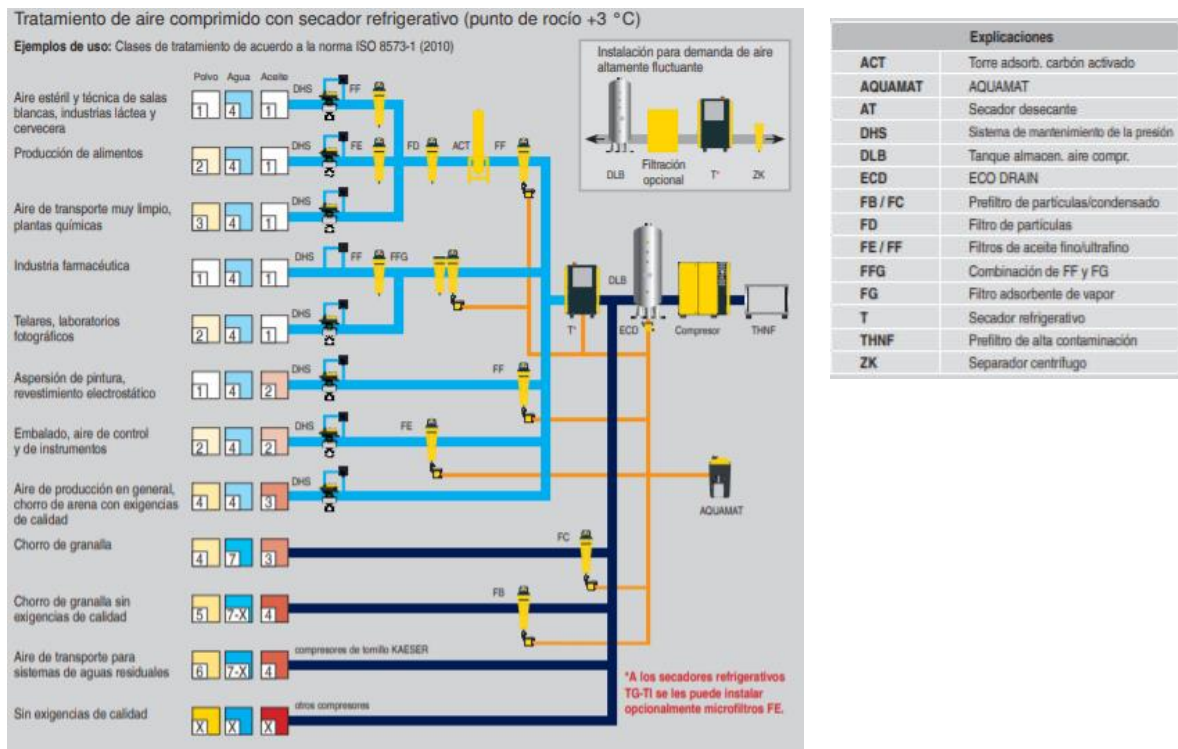 Tratamiento de aire comprimido con secador refrigerativo (punto de rocío +3 °C)
Ejemplos de uso: Clases de tratamiento de acuerdo a la norma ISO 8573-1 (2010)
Instalación para demanda de aire
altamente fluctuante
DLB
Filtración
opcional
T*
ZK
Polvo Agua Aceite
Aire estéril y técnica de salas
blancas, industrias láctea y
cervecera
1 4 1
DHS FF
Producción de alimentos
2 4 1
DHS FE FD ACT FF
Aire de transporte muy limpio,
plantas químicas
3 4 1
DHS
Industria farmacéutica
1 4 1
DHS FF FFG
DLB
T* ECD Compresor THNF
Telares, laboratorios
fotográficos
2 4 1
DHS
Aspersión de pintura,
revestimiento electrostático
1 4 2
DHS FF
Embalado, aire de control
y de instrumentos
2 4 2
DHS FE
AQUAMAT
Aire de producción en general,
chorro de arena con exigencias
de calidad
4 4 3
DHS
Chorro de granalla
4 7 3
FC
Chorro de granalla sin
exigencias de calidad
5 7-X 4
FB
Aire de transporte para
sistemas de aguas residuales
6 7-X 4
compresores de tornillo KAESER
Sin exigencias de calidad
X X X
otros compresores
*A los secadores refrigerativos
TG-TI se les puede instalar
opcionalmente microfiltros FE.
Explicaciones
ACT Torre adsorb. carbón activado
AQUAMAT AQUAMAT
AT Secador desecante
DHS Sistema de mantenimiento de la presión
DLB Tanque almacen. aire compr.
ECD ECO DRAIN
FB / FC Prefiltro de partículas/condensado
FD Filtro de partículas
FE / FF Filtros de aceite fino/ultrafino
FFG Combinación de FF y FG
FG Filtro adsorbente de vapor
T Secador refrigerativo
THNF Prefiltro de alta contaminación
ZK Separador centrífugo